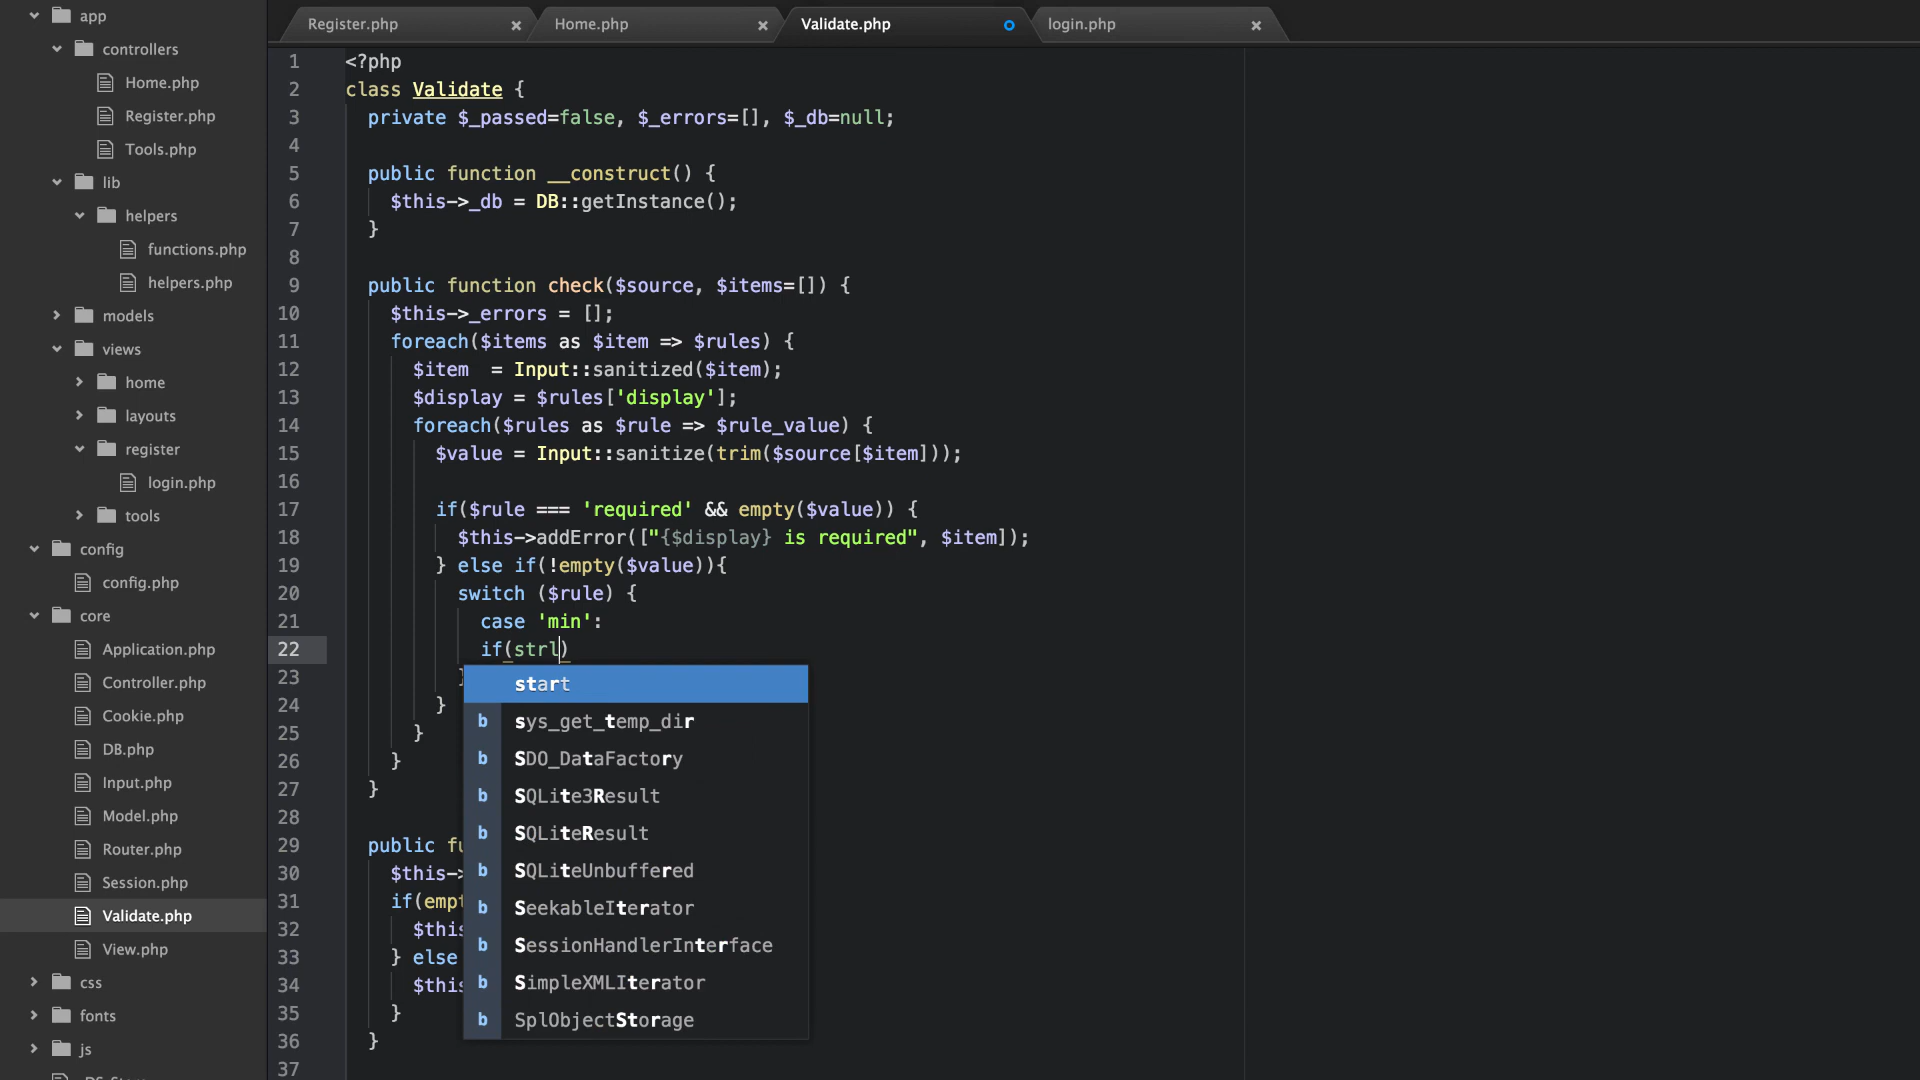 app
controllers
Home.php
Register.php
Tools.php
lib
helpers
functions.php
helpers.php
models
views
home
layouts
register
login.php
tools
config
config.php
core
Application.php
Controller.php
Cookie.php
DB.php
Input.php
Model.php
Router.php
Session.php
Validate.php
View.php
css
fonts
js
Register.php × Home.php × Validate.php login.php ×
1 <?php
2 class Validate {
3 private $_passed=false, $_errors=[], $_db=null;
4
5 public function __construct() {
6 $this->_db = DB::getInstance();
7 }
8
9 public function check($source, $items=[]) {
10 $this->_errors = [];
11 foreach($items as $item => $rules) {
12 $item  = Input::sanitized($item);
13 $display = $rules['display'];
14 foreach($rules as $rule => $rule_value) {
15 $value = Input::sanitize(trim($source[$item]));
16
17 if($rule === 'required' && empty($value)) {
18 $this->addError(["{$display} is required", $item]);
19 } else if(!empty($value)){
20 switch ($rule) {
21 case 'min':
22 if(strl)
23
24 }
25 }
26 }
27 }
28
29 public
30 $this->
31 if(empt
32 $this
33 } else
34 $this
35 }
36 }
37
start
b sys_get_temp_dir
b SDO_DataFactory
b SQLite3Result
b SQLiteResult
b SQLiteUnbuffered
b SeekableIterator
b SessionHandlerInterface
b SimpleXMLIterator
b SplObjectStorage